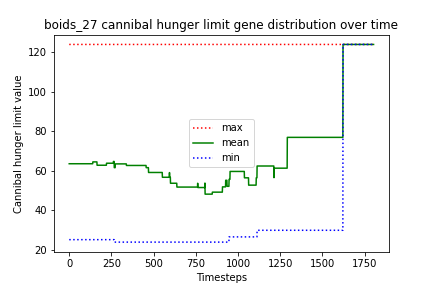 boids_27 cannibal hunger limit gene distribution over time
Cannibal hunger limit value
120
100
80
60
40
20
max
mean
min
0
250
500
750
1000
1250
1500
1750
Timesteps